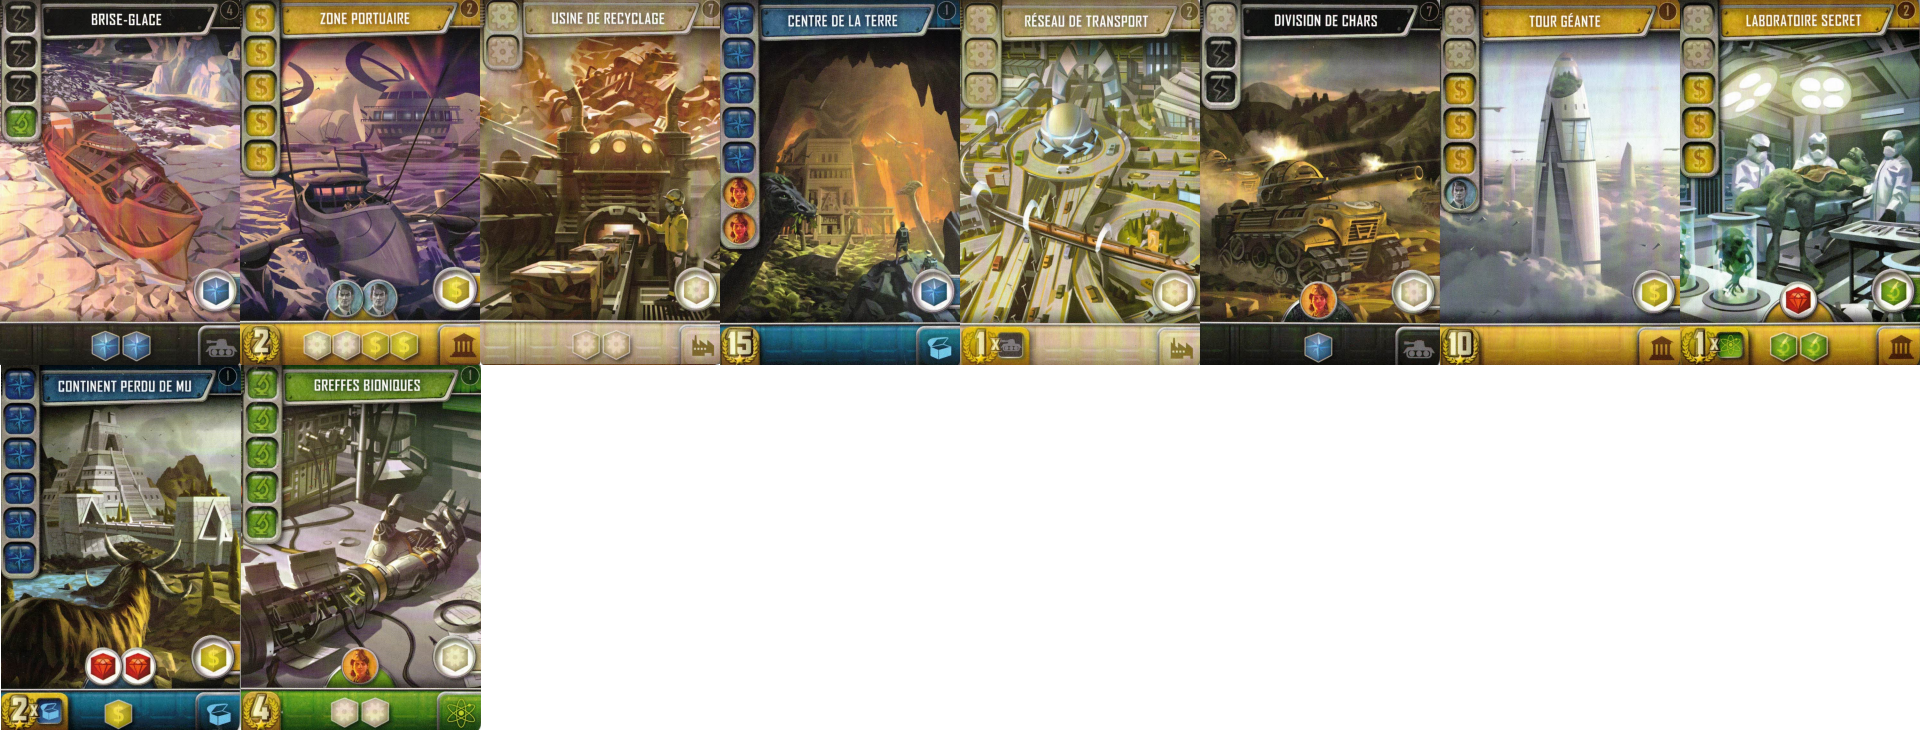 BRISE-GLACE 4
ZONE PORTUAIRE 2
USINE DE RECYCLAGE 7
CENTRE DE LA TERRE 1
RÉSEAU DE TRANSPORT 2
DIVISION DE CHARS 7
TOUR GÉANTE 1
LABORATOIRE SECRET 2
2
15
1x
10
1x
CONTINENT PERDU DE MU 1
GREFFES BIONIQUES 1
2x
4